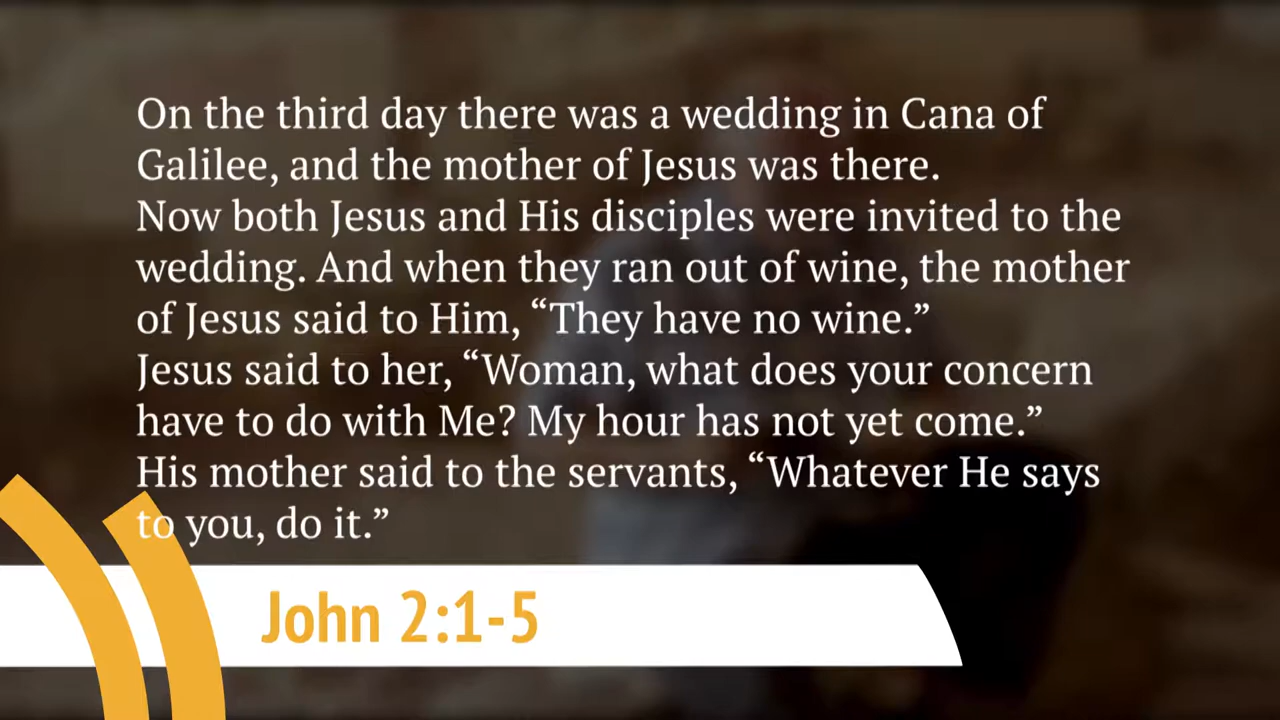 On the third day there was a wedding in Cana of
Galilee, and the mother of Jesus was there.
Now both Jesus and His disciples were invited to the
wedding. And when they ran out of wine, the mother
of Jesus said to Him, “They have no wine.”
Jesus said to her, “Woman, what does your concern
have to do with Me? My hour has not yet come.”
His mother said to the servants, “Whatever He says
to you, do it.”
John 2:1-5